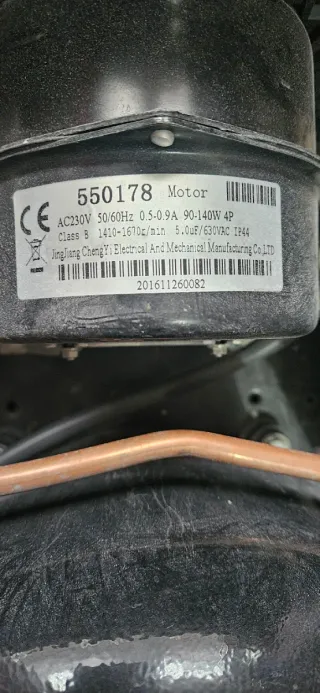 550178 Motor
CE AC230V 50/60Hz 0.5-0.9A 90-140W 4P
Class B 1410-1670r/min 5.0uF/630VAC IP44
JingJiang ChengYi Electrical And Mechanical Manufacturing Co.,LTD
201611260082